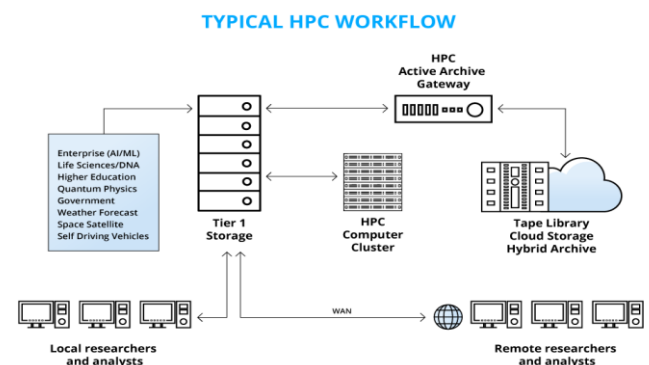 TYPICAL HPC WORKFLOW
HPC
Active Archive
Gateway
Enterprise (AI/ML)
Life Sciences/DNA
Higher Education
Quantum Physics
Government
Weather Forecast
Space Satellite
Self Driving Vehicles
Tier 1
Storage
HPC
Computer
Cluster
Tape Library
Cloud Storage
Hybrid Archive
WAN
Local researchers
and analysts
Remote researchers
and analysts